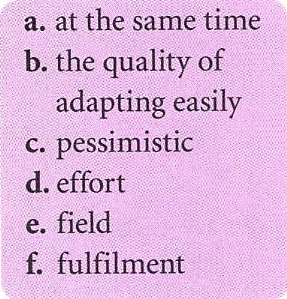 a. at the same time
b. the quality of
adapting easily
c. pessimistic
d. effort
e. field
f. fulfilment